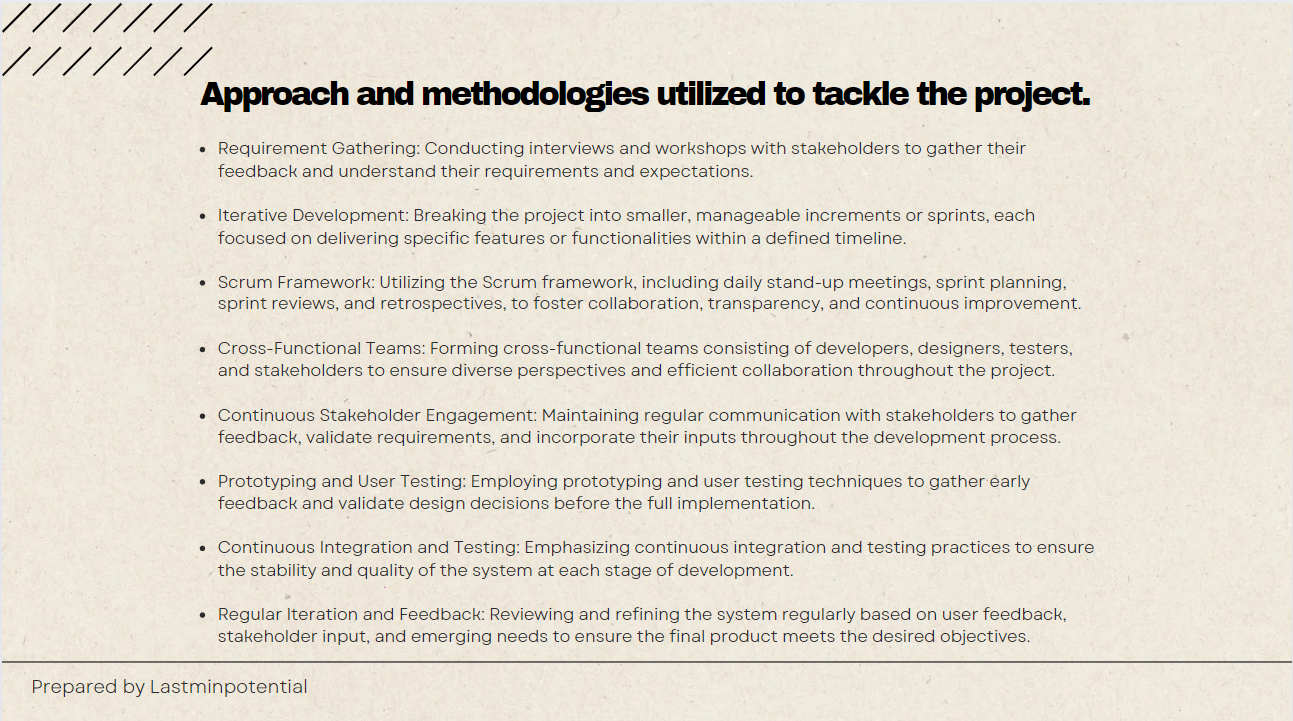 Approach and methodologies utilized to tackle the project.
• Requirement Gathering: Conducting interviews and workshops with stakeholders to gather their
feedback and understand their requirements and expectations.
• Iterative Development: Breaking the project into smaller, manageable increments or sprints, each
focused on delivering specific features or functionalities within a defined timeline.
• Scrum Framework: Utilizing the Scrum framework, including daily stand-up meetings, sprint planning,
sprint reviews, and retrospectives, to foster collaboration, transparency, and continuous improvement.
• Cross-Functional Teams: Forming cross-functional teams consisting of developers, designers, testers,
and stakeholders to ensure diverse perspectives and efficient collaboration throughout the project.
• Continuous Stakeholder Engagement: Maintaining regular communication with stakeholders to gather
feedback, validate requirements, and incorporate their inputs throughout the development process.
• Prototyping and User Testing: Employing prototyping and user testing techniques to gather early
feedback and validate design decisions before the full implementation.
• Continuous Integration and Testing: Emphasizing continuous integration and testing practices to ensure
the stability and quality of the system at each stage of development.
• Regular Iteration and Feedback: Reviewing and refining the system regularly based on user feedback,
stakeholder input, and emerging needs to ensure the final product meets the desired objectives.
Prepared by Lastminpotential